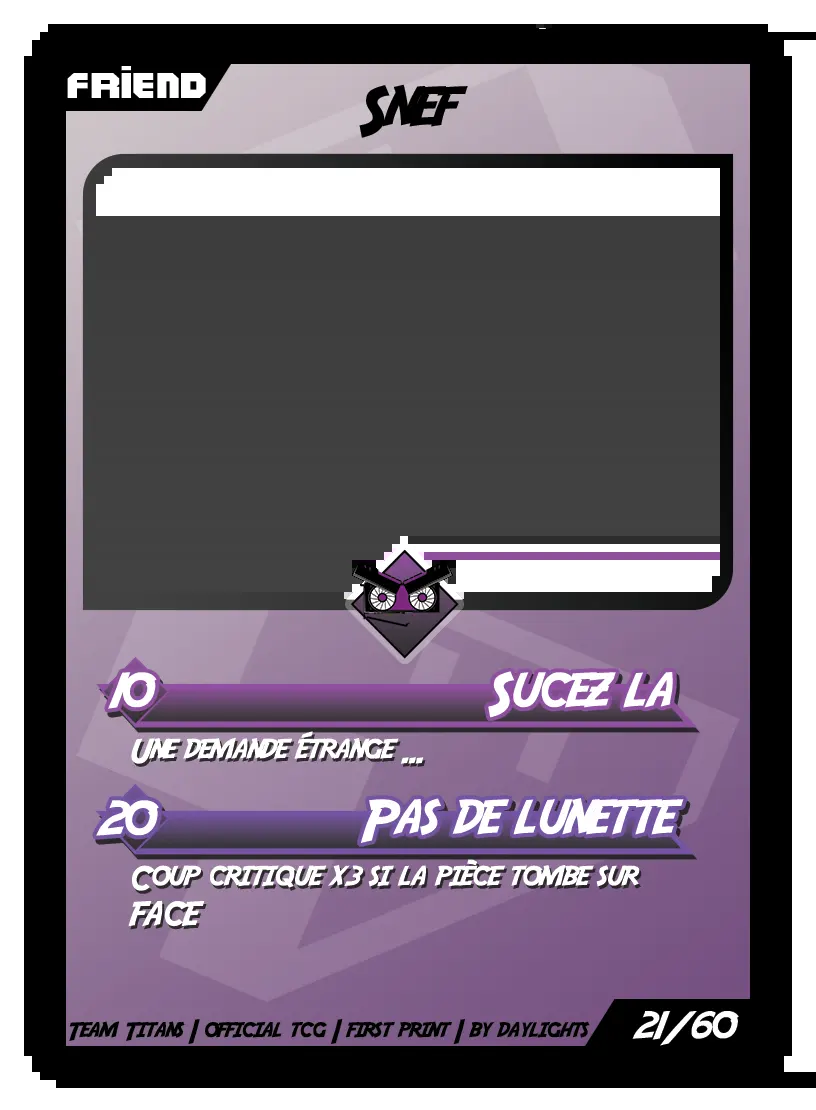 FRIEND
SNEF
10 SUCEZ LA
UNE DEMANDE ÉTRANGE ...
20 PAS DE LUNETTE
COUP CRITIQUE X3 SI LA PIÈCE TOMBE SUR
FACE
TEAM TITANS | OFFICIAL TCG | FIRST PRINT | BY DAYLIGHTS
21/60